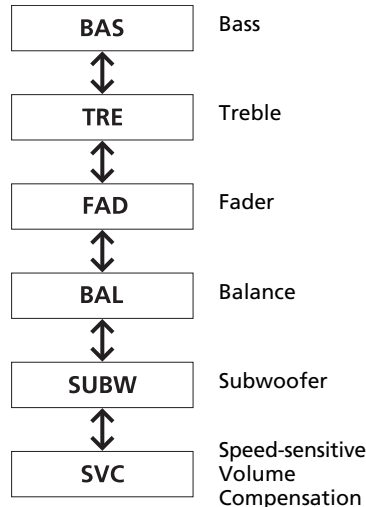 BAS Bass
TRE Treble
FAD Fader
BAL Balance
SUBW Subwoofer
SVC Speed-sensitive
Volume
Compensation